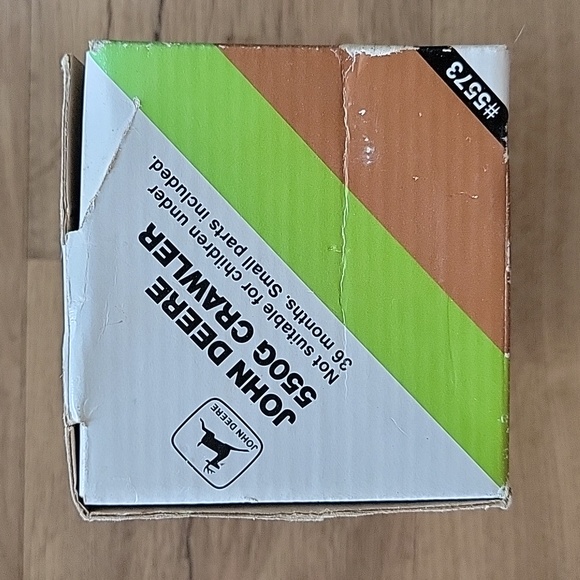 #5573
JOHN DEERE
JOHN DEERE
550G CRAWLER
Not suitable for children under
36 months. Small parts included.